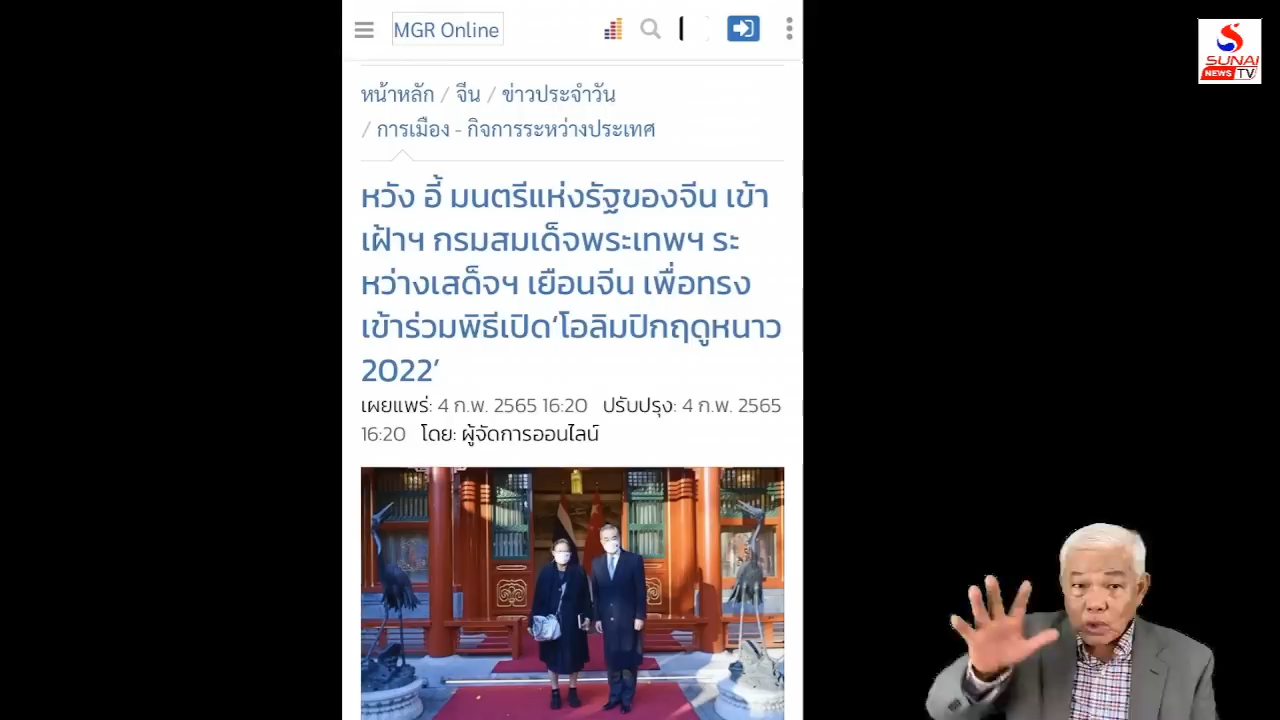 MGR Online
SUNAI
NEWS TV
หน้าหลัก / จีน / ข่าวประจำวัน
/ การเมือง - กิจการระหว่างประเทศ
หวัง อี้ มนตรีแห่งรัฐของจีน เข้า
เฝ้าฯ กรมสมเด็จพระเทพฯ ระ
หว่างเสด็จฯ เยือนจีน เพื่อทรง
เข้าร่วมพิธีเปิด‘โอลิมปิกฤดูหนาว
2022’
เผยแพร่: 4 ก.พ. 2565 16:20 ปรับปรุง: 4 ก.พ. 2565
16:20 โดย: ผู้จัดการออนไลน์